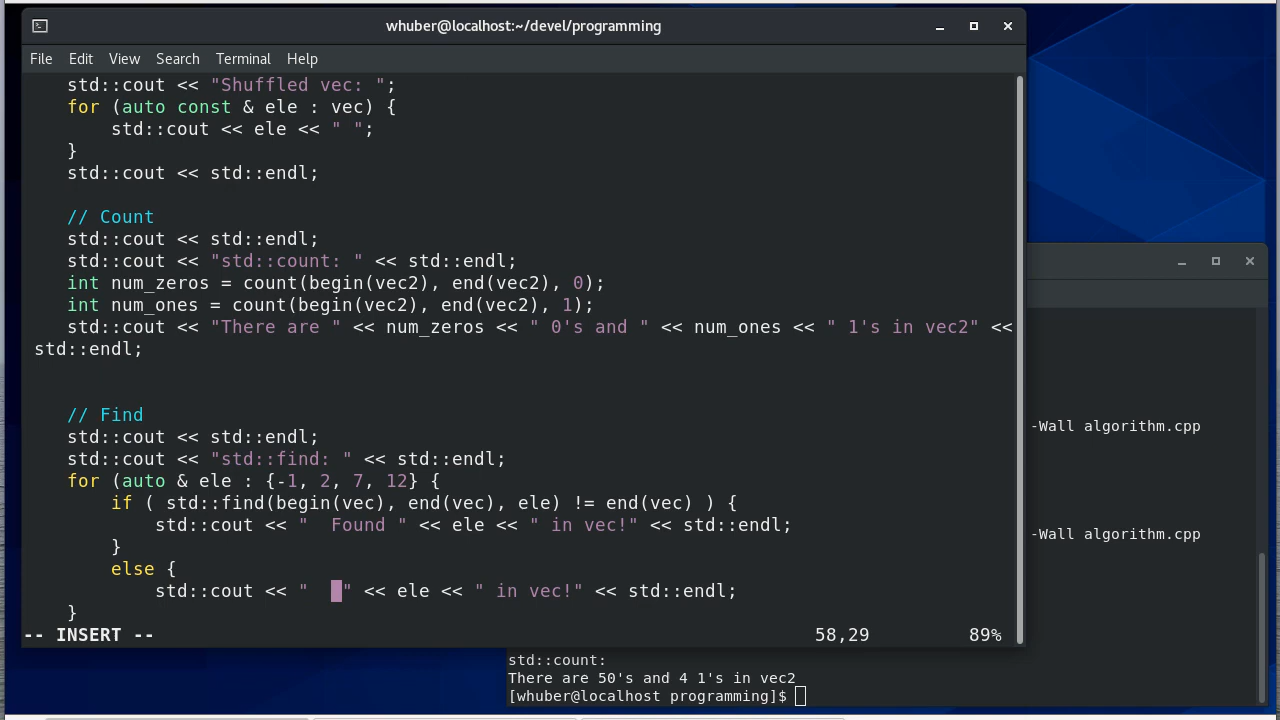 whuber@localhost:~/devel/programming
File Edit View Search Terminal Help
    std::cout << "Shuffled vec: ";
    for (auto const & ele : vec) {
        std::cout << ele << " ";
    }
    std::cout << std::endl;

    // Count
    std::cout << std::endl;
    std::cout << "std::count: " << std::endl;
    int num_zeros = count(begin(vec2), end(vec2), 0);
    int num_ones = count(begin(vec2), end(vec2), 1);
    std::cout << "There are " << num_zeros << " 0's and " << num_ones << " 1's in vec2" <<
 std::endl;


    // Find
    std::cout << std::endl;
    std::cout << "std::find: " << std::endl;
    for (auto & ele : {-1, 2, 7, 12} {
        if ( std::find(begin(vec), end(vec), ele) != end(vec) ) {
            std::cout << "  Found " << ele << " in vec!" << std::endl;
        }
        else {
            std::cout << "   " << ele << " in vec!" << std::endl;
    }
-- INSERT -- 58,29 89%
-Wall algorithm.cpp
-Wall algorithm.cpp
std::count:
There are 50's and 4 1's in vec2
[whuber@localhost programming]$